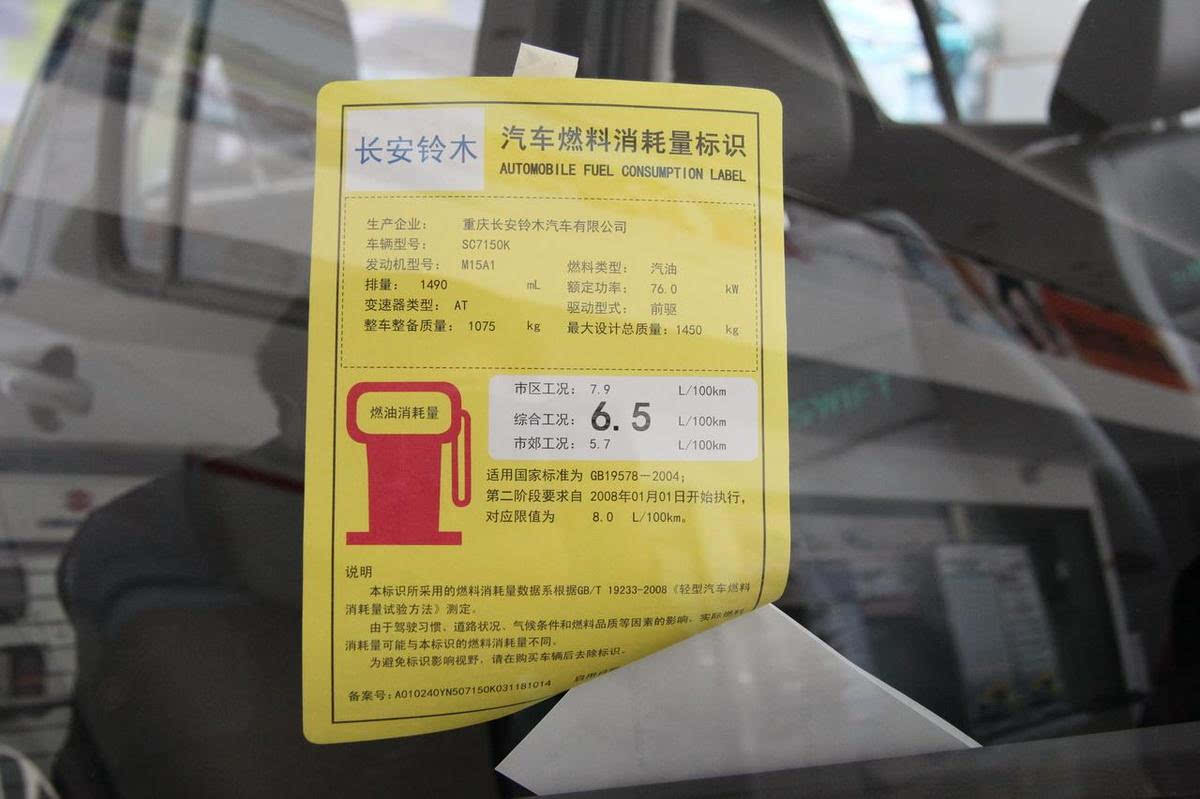 长安铃木
汽车燃料消耗量标识
AUTOMOBILE FUEL CONSUMPTION LABEL
生产企业： 重庆长安铃木汽车有限公司
车辆型号： SC7150K
发动机型号： M15A1 燃料类型： 汽油
排量： 1490 mL 额定功率： 76.0 kW
变速器类型： AT 驱动型式： 前驱
整车整备质量： 1075 kg 最大设计总质量：1450 kg
燃油消耗量
市区工况： 7.9 L/100km
综合工况： 6.5 L/100km
市郊工况： 5.7 L/100km
适用国家标准为 GB19578－2004；
第二阶段要求自 2008年01月01日开始执行，
对应限值为 8.0 L/100km。
说明
本标识所采用的燃料消耗量数据系根据GB/T 19233-2008《轻型汽车燃料
消耗量试验方法》测定。
由于驾驶习惯、道路状况、气候条件和燃料品质等因素的影响，实际燃料
消耗量可能与本标识的燃料消耗量不同。
为避免标识影响视野，请在购买车辆后去除标识。
备案号：A010240YN507150K031181014 启用日
SWIFT